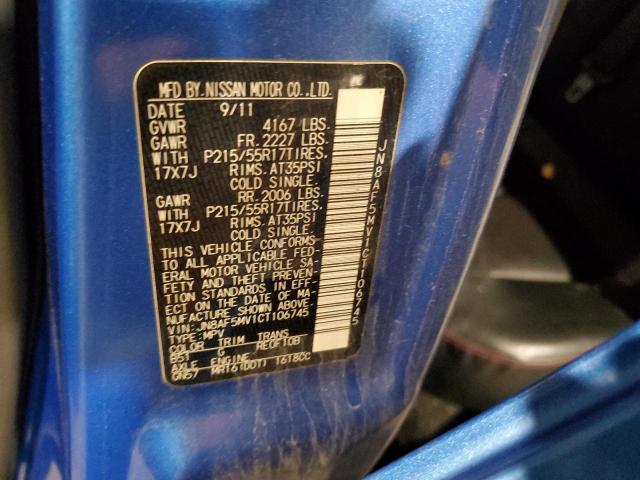 MFD BY. NISSAN MOTOR CO., LTD.
DATE 9/11
GVWR 4167 LBS.
GAWR FR. 2227 LBS.
WITH P215/55R17TIRES,
17X7J RIMS. AT35PSI
COLD SINGLE
GAWR RR. 2006 LBS.
WITH P215/55R17TIRES,
17X7J RIMS. AT35PSI
COLD SINGLE.
THIS VEHICLE CONFORMS
TO ALL APPLICABLE FED-
ERAL MOTOR VEHICLE SA-
FETY AND THEFT PREVEN-
TION STANDARDS IN EFF-
ECT ON THE DATE OF MA-
NUFACTURE SHOWN ABOVE.
VIN: JN8AF5MV1CT106745
TYPE: MPV
COLOR TRIM TRANS
B51 G RE0F10B
AXLE ENGINE
GN57 MR16(DDT) 1618CC
JN8AF5MV1CT106745